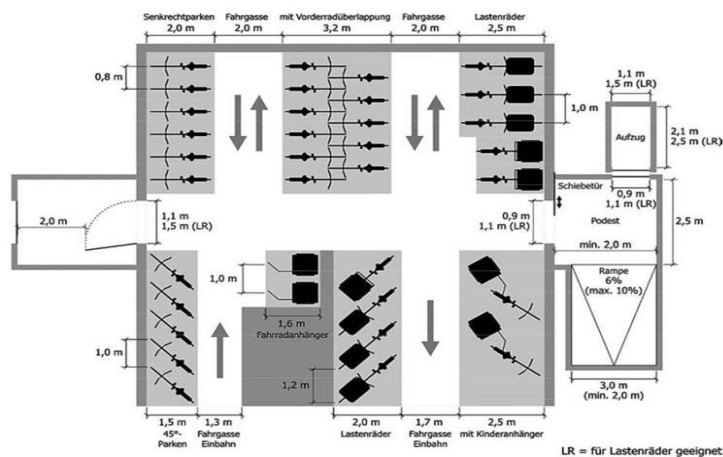 Senkrechtparken
2,0 m
Fahrgasse
2,0 m
mit Vorderradüberlappung
3,2 m
Fahrgasse
2,0 m
Lastenräder
2,5 m
0,8 m
1,0 m
1,1 m
1,5 m (LR)
Aufzug
2,1 m
2,5 m (LR)
Schiebetür
0,9 m
1,1 m (LR)
2,0 m
1,1 m
1,5 m (LR)
0,9 m
1,1 m (LR)
Podest
min. 2,0 m
2,5 m
Rampe
6%
(max. 10%)
1,0 m
1,6 m
Fahrradanhänger
1,0 m
1,2 m
3,0 m
(min. 2,0 m)
1,5 m
45°-
Parken
1,3 m
Fahrgasse
Einbahn
2,0 m
Lastenräder
1,7 m
Fahrgasse
Einbahn
2,5 m
mit Kinderanhänger
LR = für Lastenräder geeignet